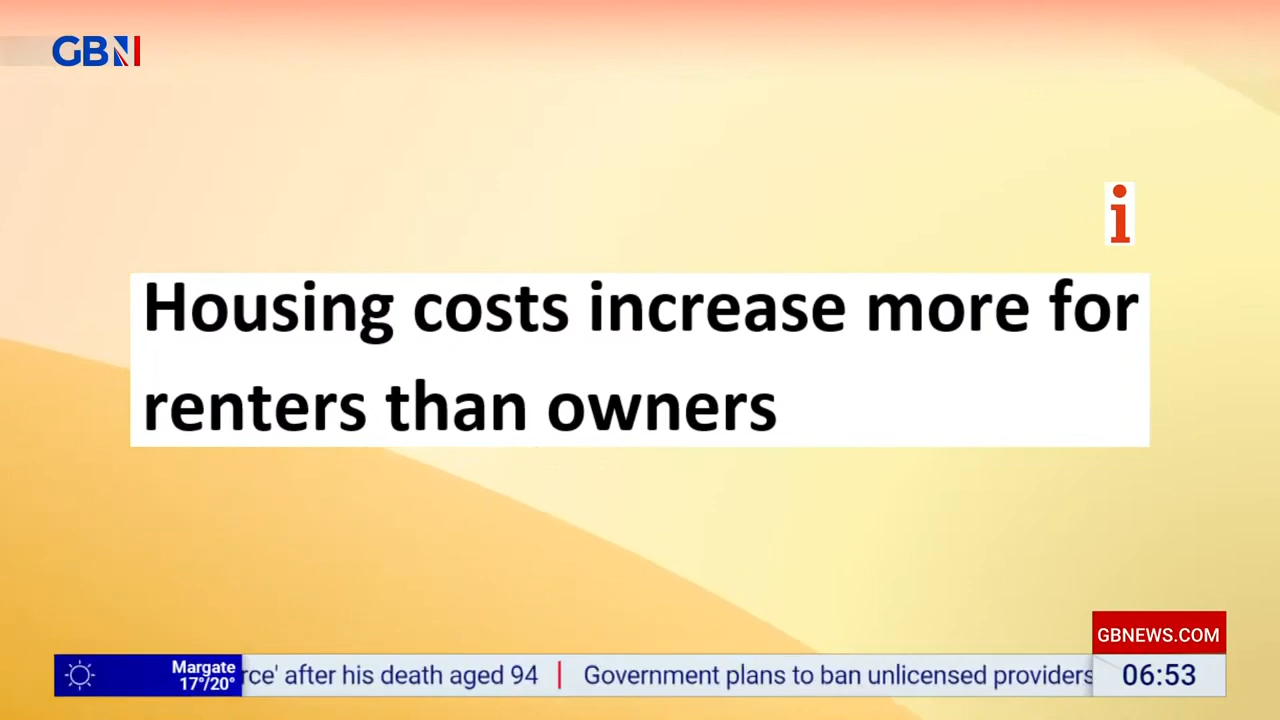 GBN
i
Housing costs increase more for
renters than owners
GBNEWS.COM
Margate
17°/20°
rce' after his death aged 94 | Government plans to ban unlicensed providers
06:53